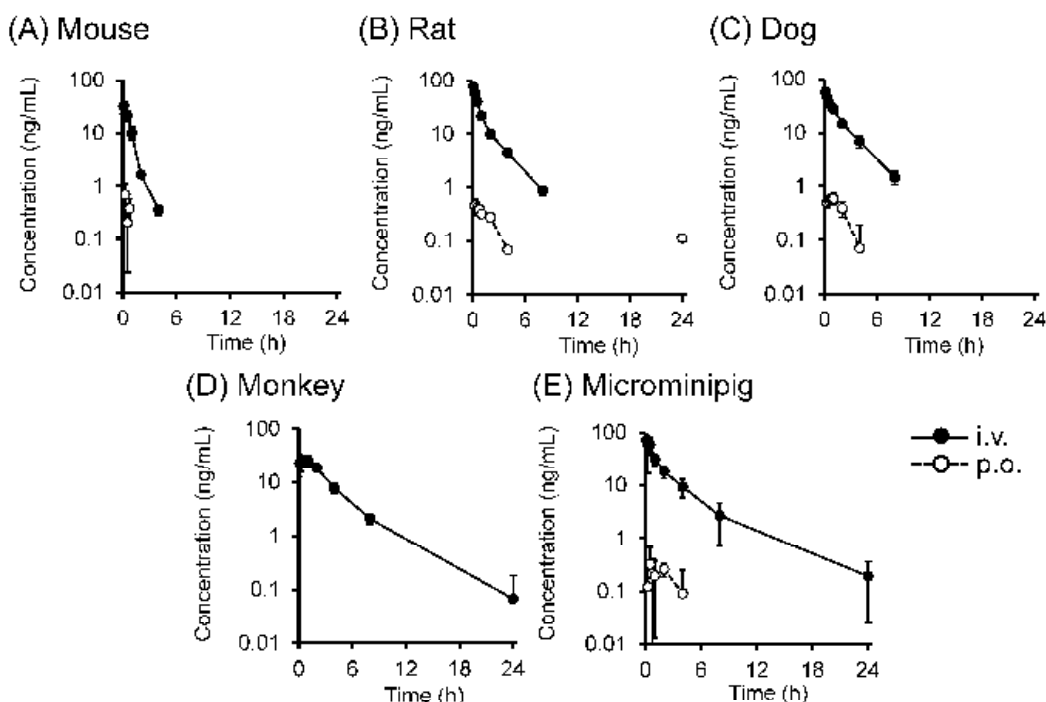 (A) Mouse
Concentration (ng/mL)
100
10
1
0.1
0.01
0 6 12 18 24
Time (h)
(B) Rat
Concentration (ng/mL)
100
10
1
0.1
0.01
0 6 12 18 24
Time (h)
(C) Dog
Concentration (ng/mL)
100
10
1
0.1
0.01
0 6 12 18 24
Time (h)
(D) Monkey
Concentration (ng/mL)
100
10
1
0.1
0.01
0 6 12 18 24
Time (h)
(E) Microminipig
Concentration (ng/mL)
100
10
1
0.1
0.01
0 6 12 18 24
Time (h)
i.v.
p.o.